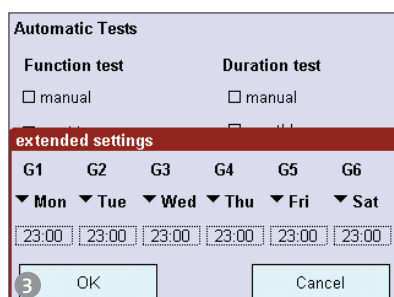 Automatic Tests
Function test Duration test
manual manual
extended settings
G1 G2 G3 G4 G5 G6
Mon Tue Wed Thu Fri Sat
23:00 23:00 23:00 23:00 23:00 23:00
3 OK Cancel